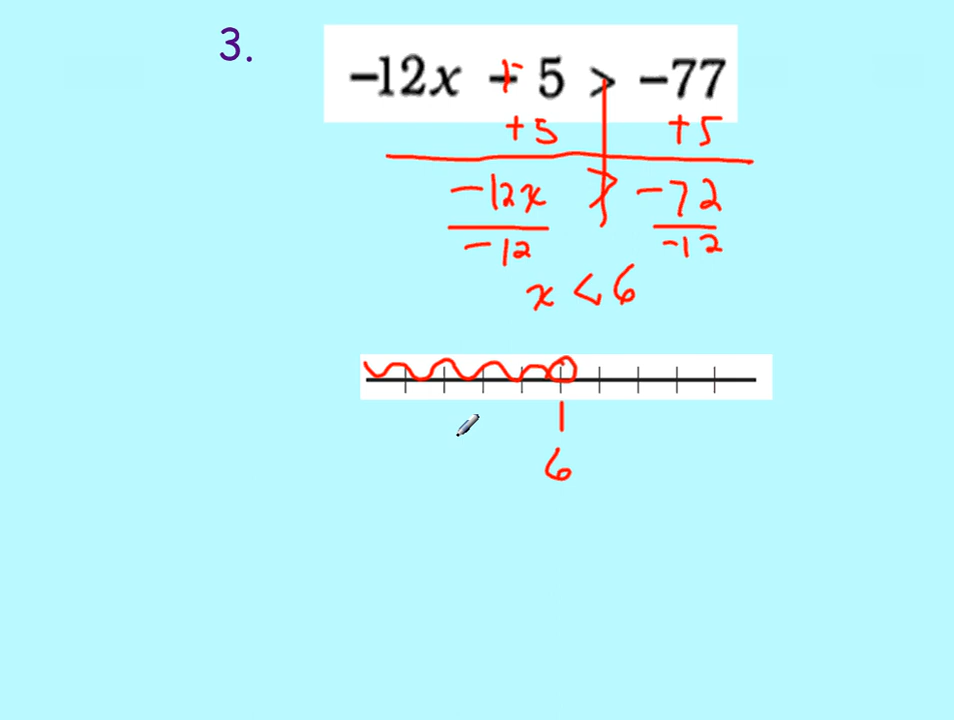 3.
-12x + 5 > -77
+5 +5
-12x > -72
-12 -12
x < 6
6